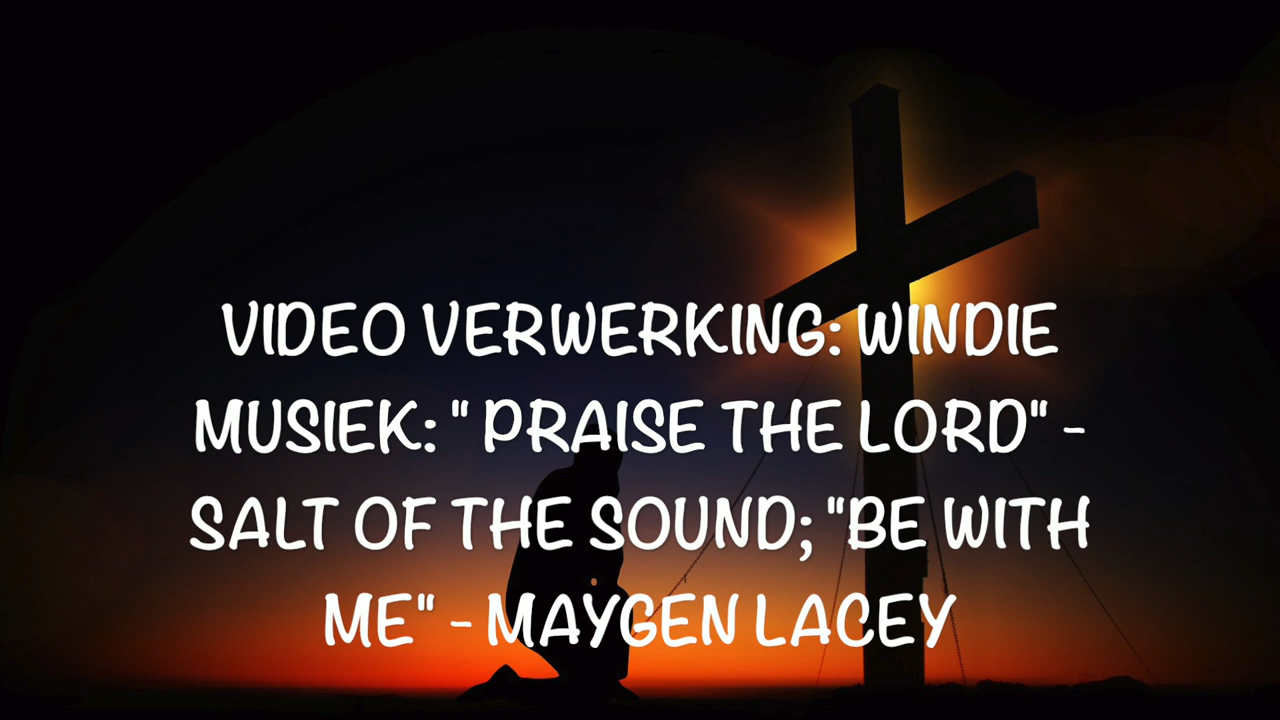 VIDEO VERWERKING: WINDIE
MUSIEK: " PRAISE THE LORD" -
SALT OF THE SOUND; "BE WITH
ME" - MAYGEN LACEY